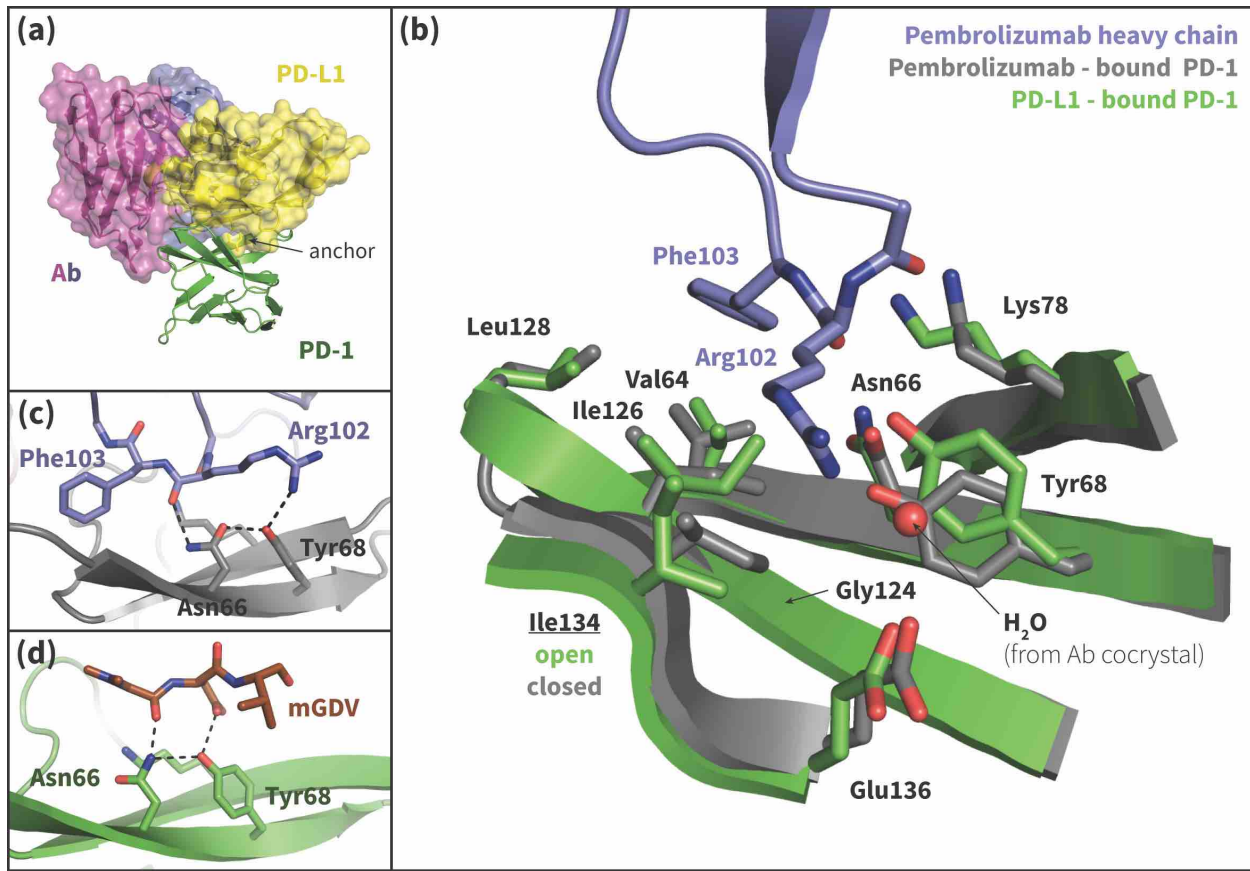 (a)
PD-L1
anchor
Ab
PD-1
(b)
Pembrolizumab heavy chain
Pembrolizumab - bound PD-1
PD-L1 - bound PD-1
Phe103
Lys78
Leu128
Arg102
Val64
Asn66
Ile126
Tyr68
Gly124
Ile134
open
closed
H₂O
(from Ab cocrystal)
Glu136
(c)
Arg102
Phe103
Tyr68
Asn66
(d)
mGDV
Asn66
Tyr68